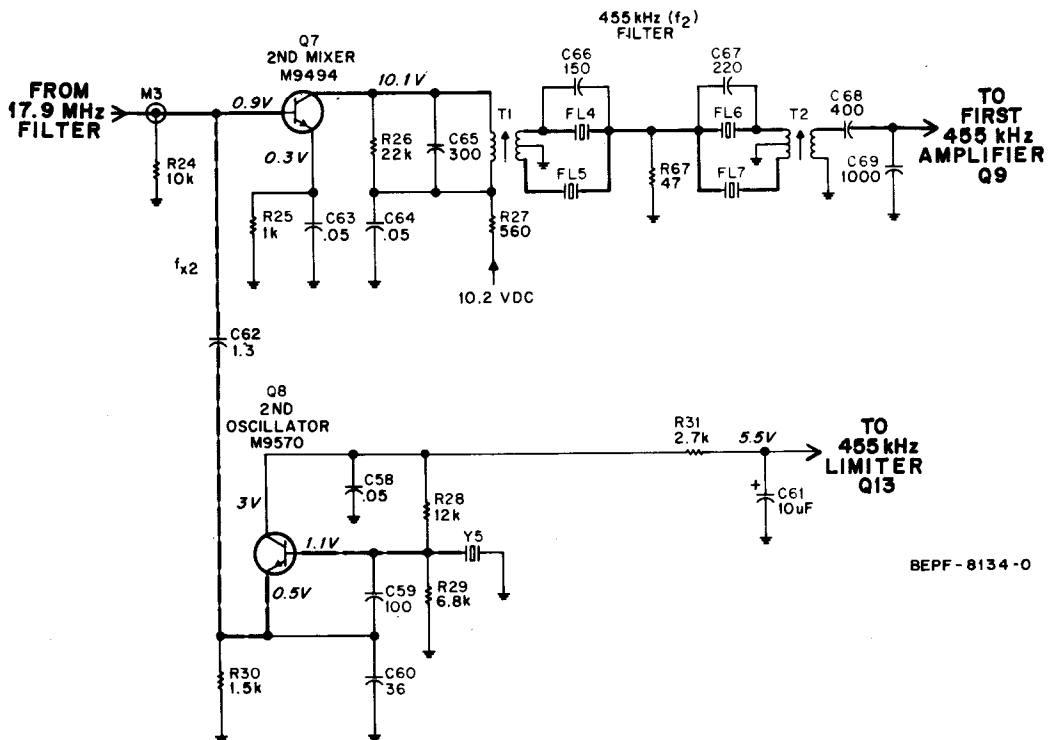 455 kHz (f2)
FILTER
Q7
2ND MIXER
M9494
C66
150
C67
220
FROM
17.9 MHz
FILTER
M3
0.9V
10.1V
T1
FL4
FL6
T2
C68
400
TO
FIRST
455 kHz
AMPLIFIER
Q9
R24
10k
0.3V
R26
22k
C65
300
FL5
R67
47
FL7
C69
1000
R25
1k
C63
.05
C64
.05
R27
560
fx2
10.2 VDC
C62
1.3
Q8
2ND
OSCILLATOR
M9570
R31
2.7k
5.5V
TO
455 kHz
LIMITER
Q13
3V
C58
.05
R28
12k
+
C61
10uF
1.1V
Y5
BEPF-8134-0
0.5V
C59
100
R29
6.8k
R30
1.5k
C60
36